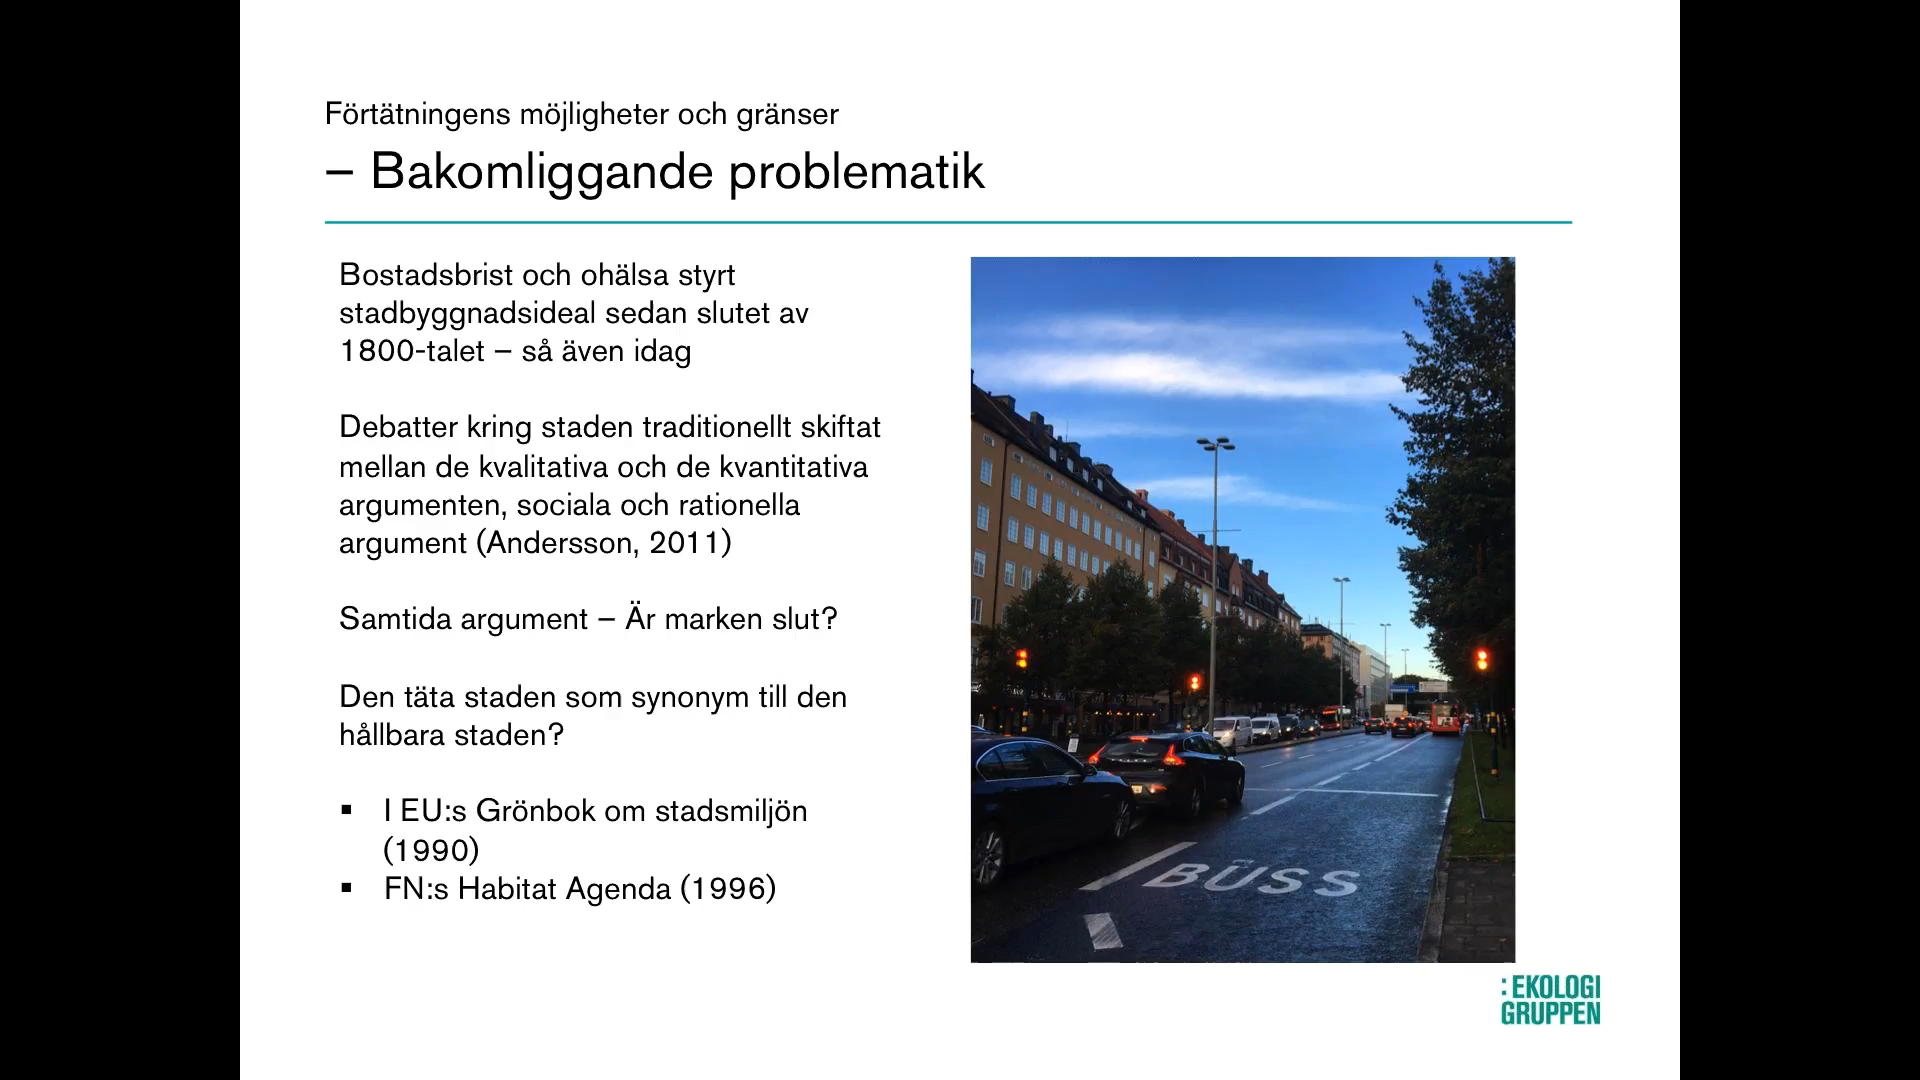 Förtätningens möjligheter och gränser
– Bakomliggande problematik
Bostadsbrist och ohälsa styrt
stadbyggnadsideal sedan slutet av
1800-talet – så även idag
Debatter kring staden traditionellt skiftat
mellan de kvalitativa och de kvantitativa
argumenten, sociala och rationella
argument (Andersson, 2011)
Samtida argument – Är marken slut?
Den täta staden som synonym till den
hållbara staden?
▪ I EU:s Grönbok om stadsmiljön
(1990)
▪ FN:s Habitat Agenda (1996)
BUSS
:EKOLOGI
GRUPPEN